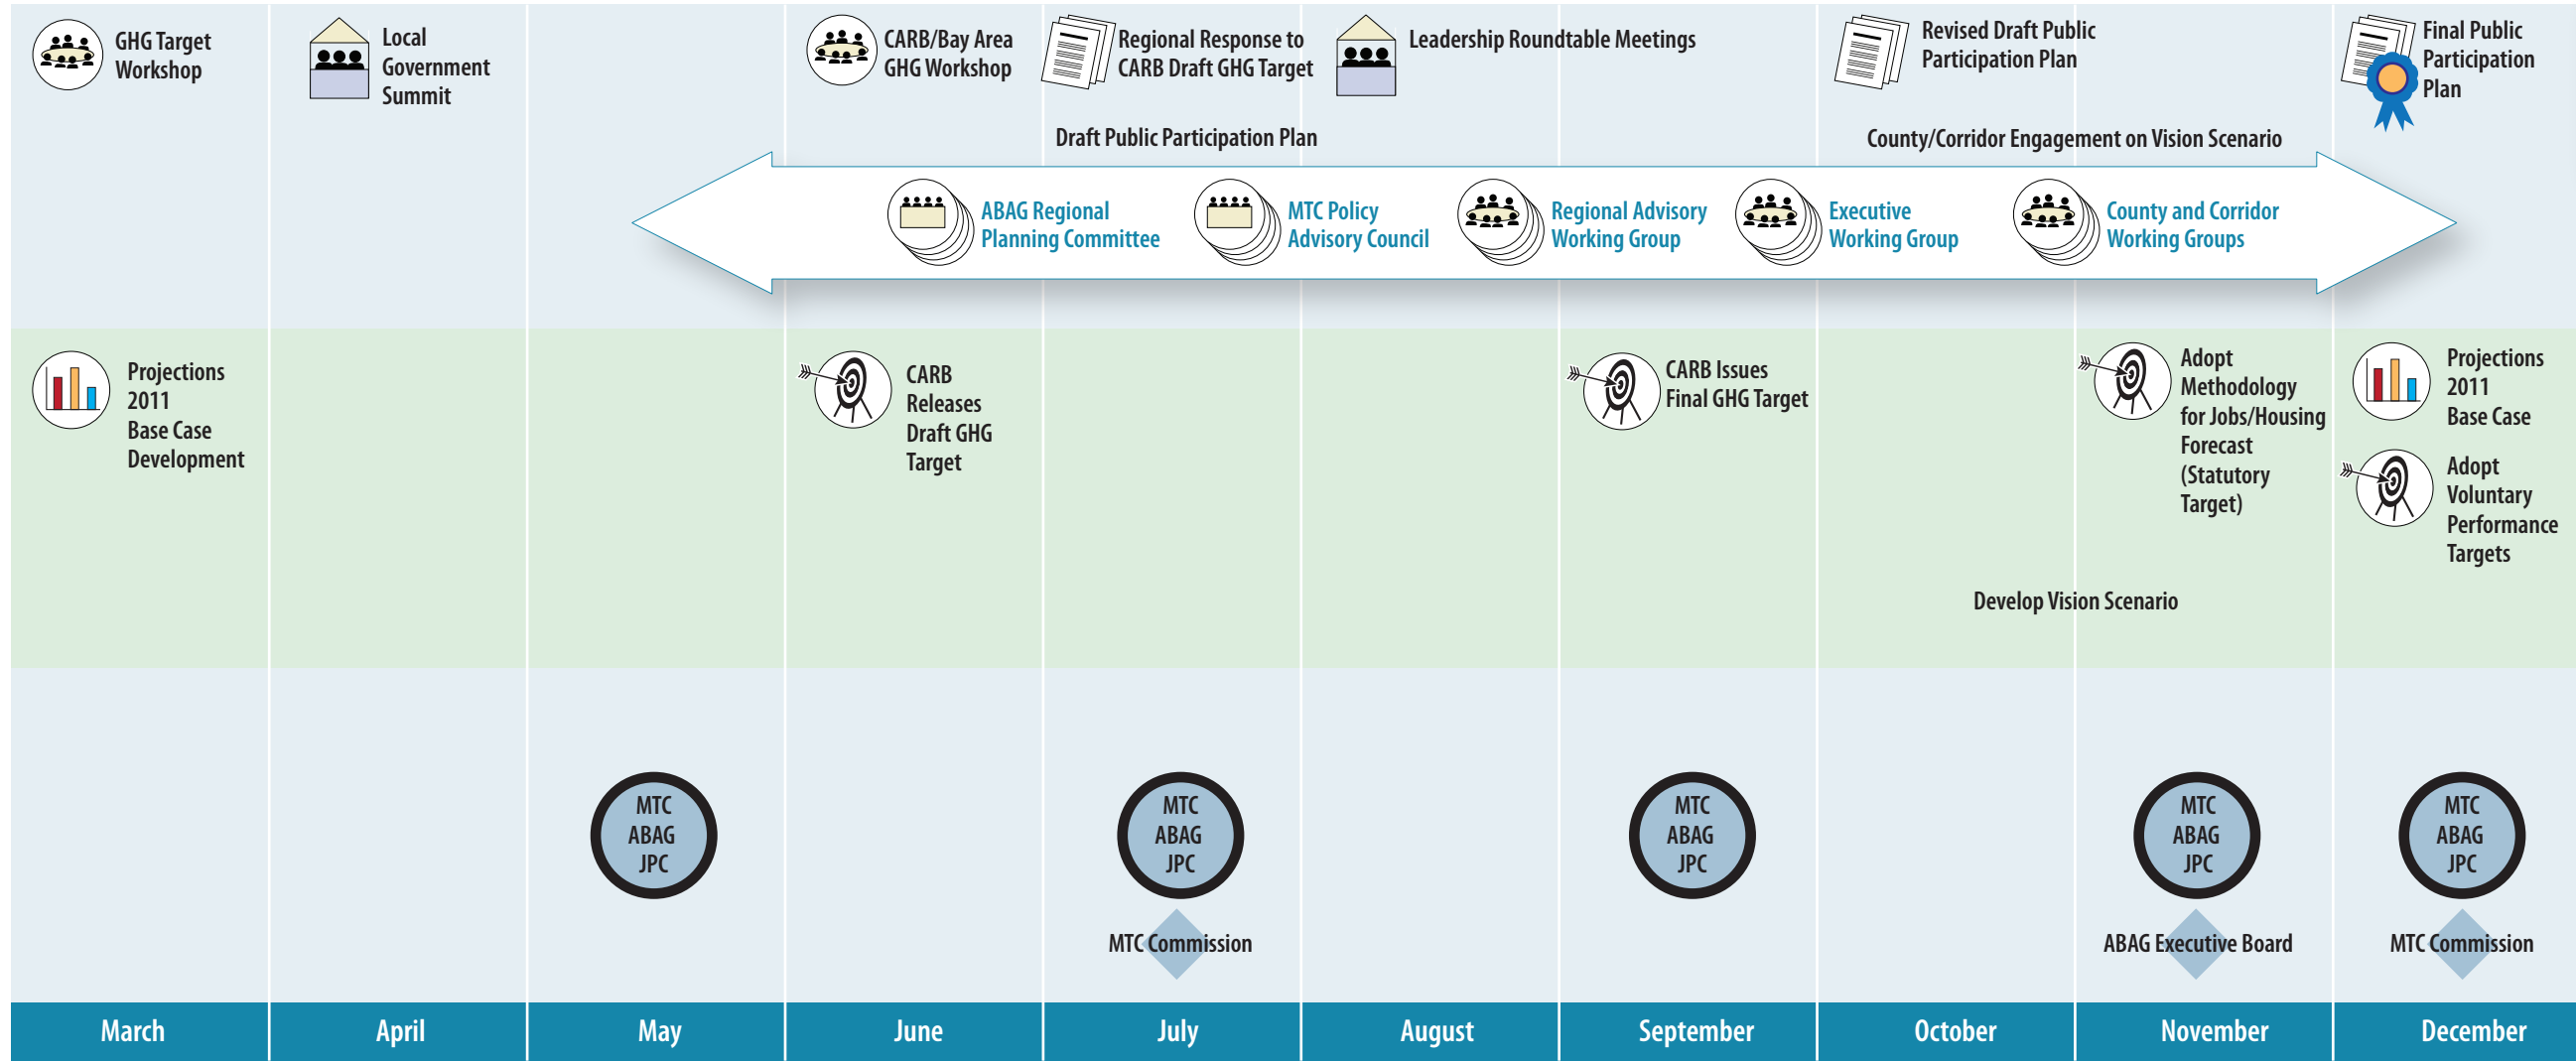 GHG Target
Workshop
Local
Government
Summit
CARB/Bay Area
GHG Workshop
Regional Response to
CARB Draft GHG Target
Leadership Roundtable Meetings
Revised Draft Public
Participation Plan
Final Public
Participation
Plan
Draft Public Participation Plan
County/Corridor Engagement on Vision Scenario
ABAG Regional
Planning Committee
MTC Policy
Advisory Council
Regional Advisory
Working Group
Executive
Working Group
County and Corridor
Working Groups
Projections
2011
Base Case
Development
CARB
Releases
Draft GHG
Target
CARB Issues
Final GHG Target
Adopt
Methodology
for Jobs/Housing
Forecast
(Statutory
Target)
Projections
2011
Base Case
Adopt
Voluntary
Performance
Targets
Develop Vision Scenario
MTC
ABAG
JPC
MTC
ABAG
JPC
MTC
ABAG
JPC
MTC
ABAG
JPC
MTC
ABAG
JPC
MTC Commission
ABAG Executive Board
MTC Commission
March
April
May
June
July
August
September
October
November
December